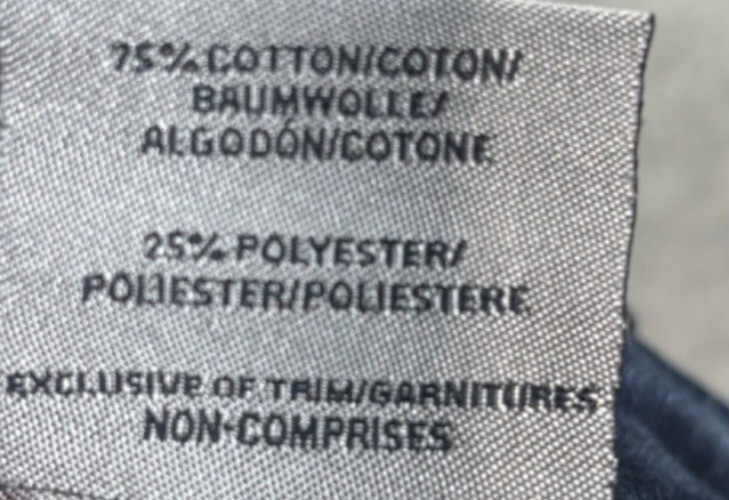 75% COTTON/COTON/
BAUMWOLLE/
ALGODÓN/COTONE
25% POLYESTER/
POLIESTER/POLIESTERE
EXCLUSIVE OF TRIM/GARNITURES
NON-COMPRISES